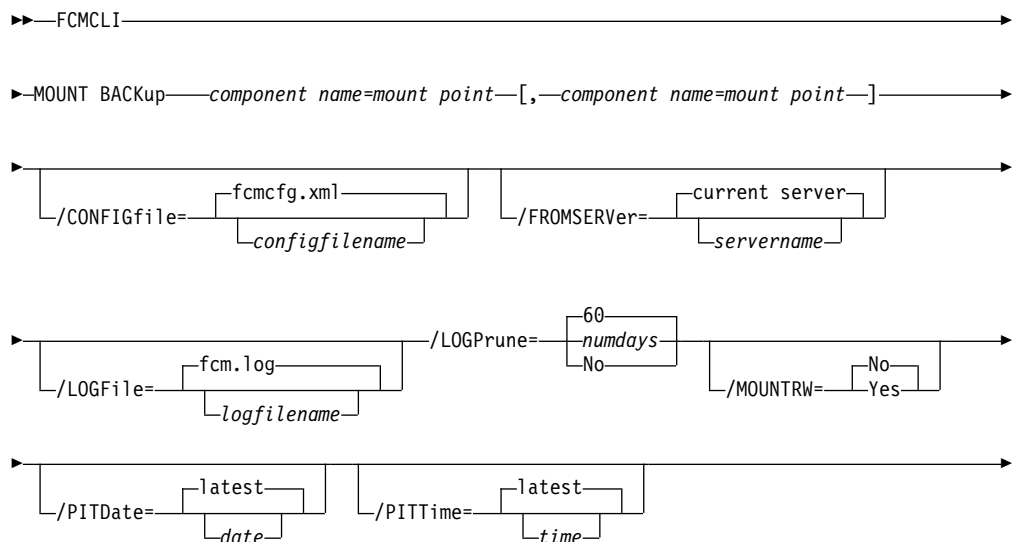 FCMCLI
MOUNT BACKup component name=mount point [, component name=mount point ]
/CONFIGfile= fcmcfg.xml configfilename /FROMSERVer= current server servername
/LOGFile= fcm.log logfilename /LOGPrune= 60 numdays No /MOUNTRW= No Yes
/PITDate= latest date /PITTime= latest time